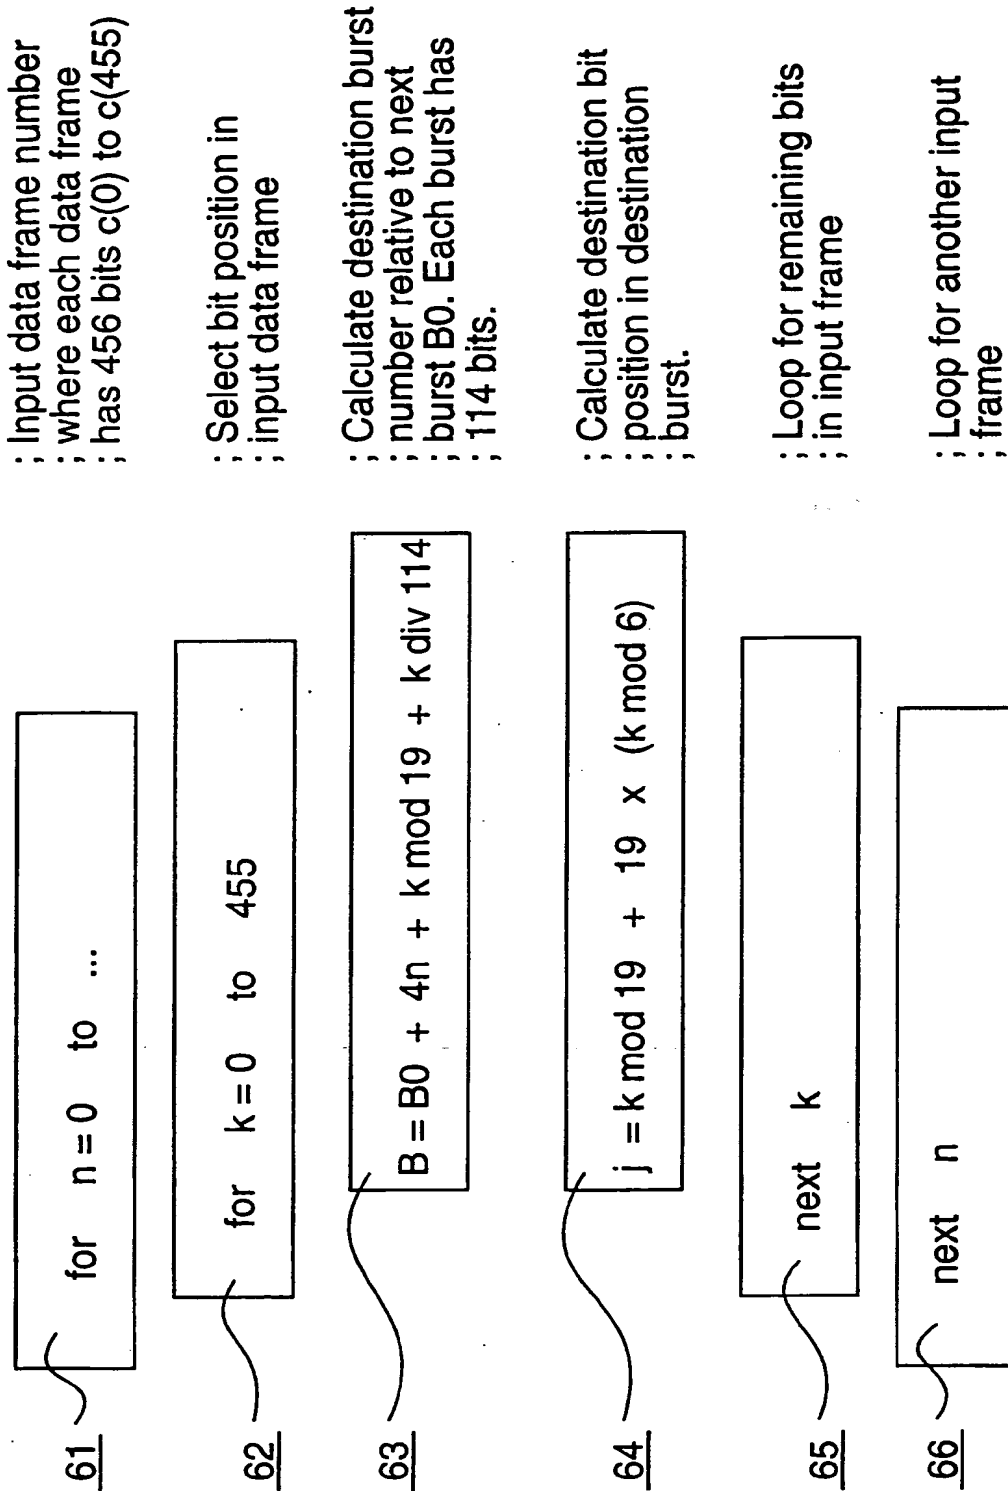 61 for n = 0 to ... ; Input data frame number
; where each data frame
; has 456 bits c(0) to c(455)
62 for k = 0 to 455 ; Select bit position in
; input data frame
63 B = B0 + 4n + k mod 19 + k div 114 ; Calculate destination burst
; number relative to next
; burst B0. Each burst has
; 114 bits.
64 j = k mod 19 + 19 x (k mod 6) ; Calculate destination bit
; position in destination
; burst.
65 next k ; Loop for remaining bits
; in input frame
66 next n ; Loop for another input
; frame